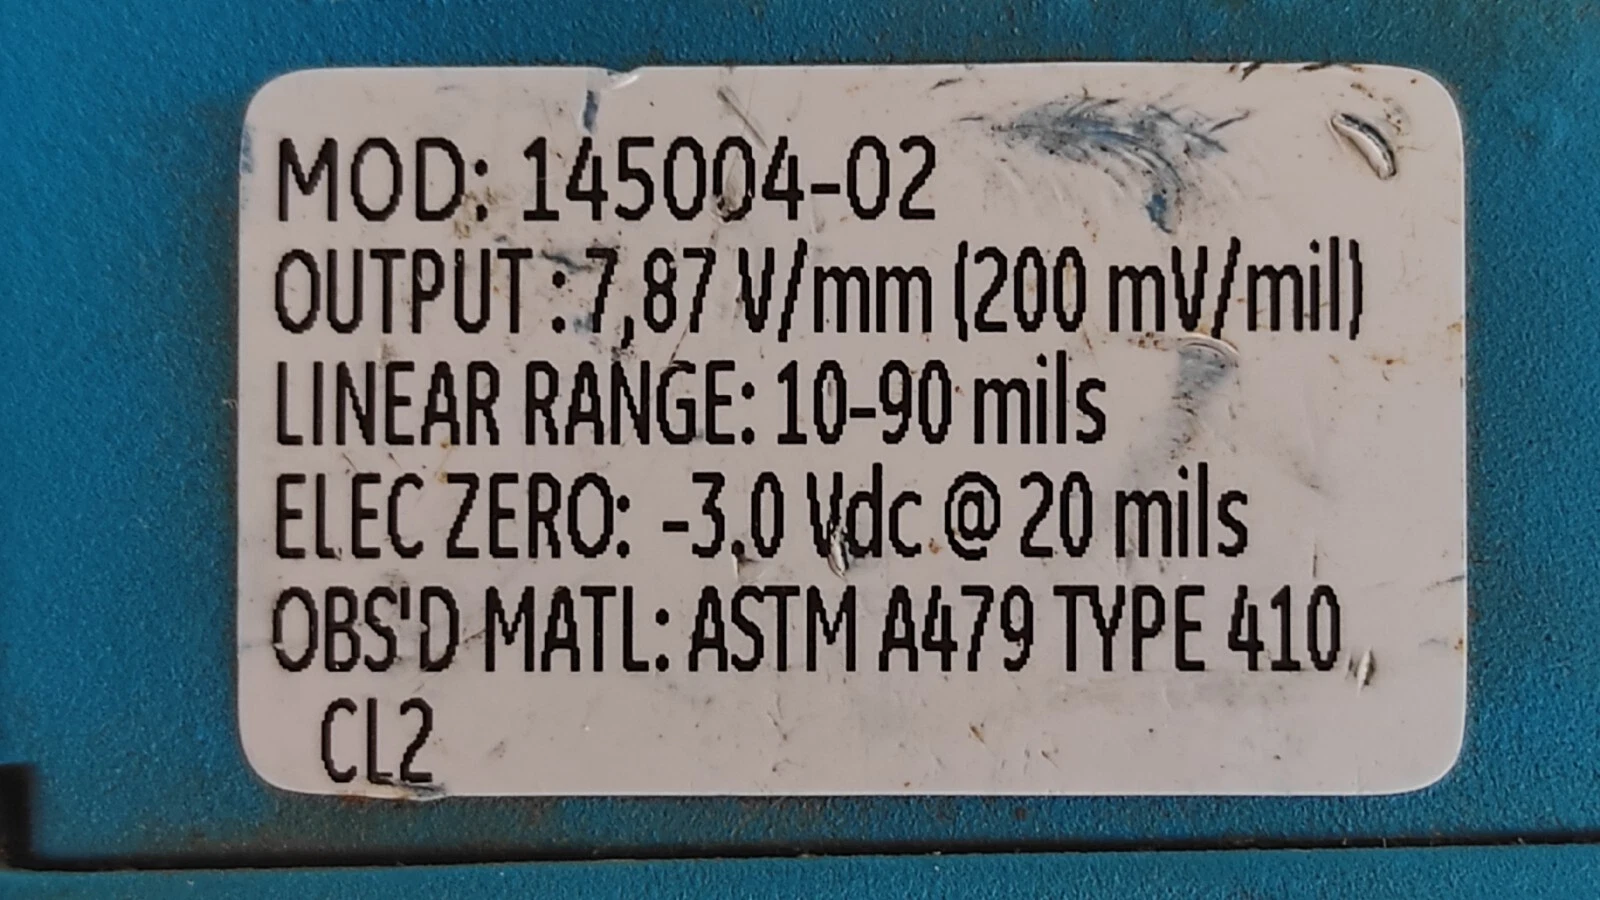 MOD: 145004-02
OUTPUT : 7,87 V/mm (200 mV/mil)
LINEAR RANGE: 10-90 mils
ELEC ZERO: -3.0 Vdc @ 20 mils
OBS'D MATL: ASTM A479 TYPE 410
CL2